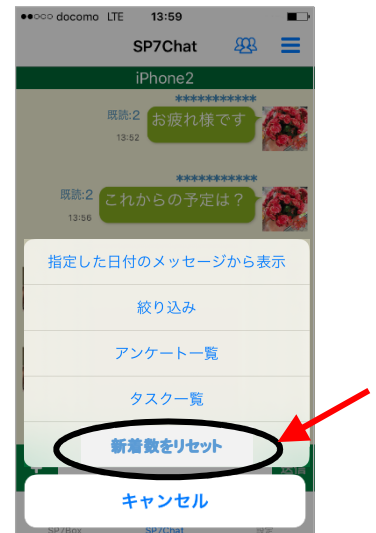 docomo LTE 13:59
SP7Chat
iPhone2
***********
既読:2 お疲れ様です
13:52
***********
既読:2 これからの予定は？
13:56
指定した日付のメッセージから表示
絞り込み
アンケート一覧
タスク一覧
新着数をリセット
+ 送信
キャンセル
SP7Box SP7Chat 設定